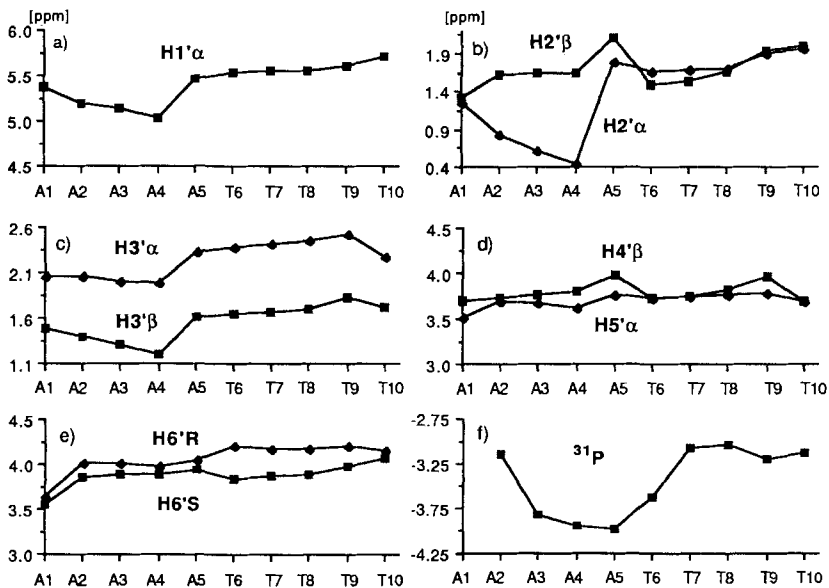 [ppm]
[ppm]
6.0
5.5
5.0
4.5
a)
H1'α
A1 A2 A3 A4 A5 T6 T7 T8 T9 T10
1.9
1.4
0.9
0.4
b)
H2'β
H2'α
A1 A2 A3 A4 A5 T6 T7 T8 T9 T10
2.6
2.1
1.6
1.1
c)
H3'α
H3'β
A1 A2 A3 A4 A5 T6 T7 T8 T9 T10
4.5
4.0
3.5
3.0
d)
H4'β
H5'α
A1 A2 A3 A4 A5 T6 T7 T8 T9 T10
4.5
4.0
3.5
3.0
e)
H6'R
H6'S
A1 A2 A3 A4 A5 T6 T7 T8 T9 T10
-2.75
-3.25
-3.75
-4.25
f)
31P
A1 A2 A3 A4 A5 T6 T7 T8 T9 T10